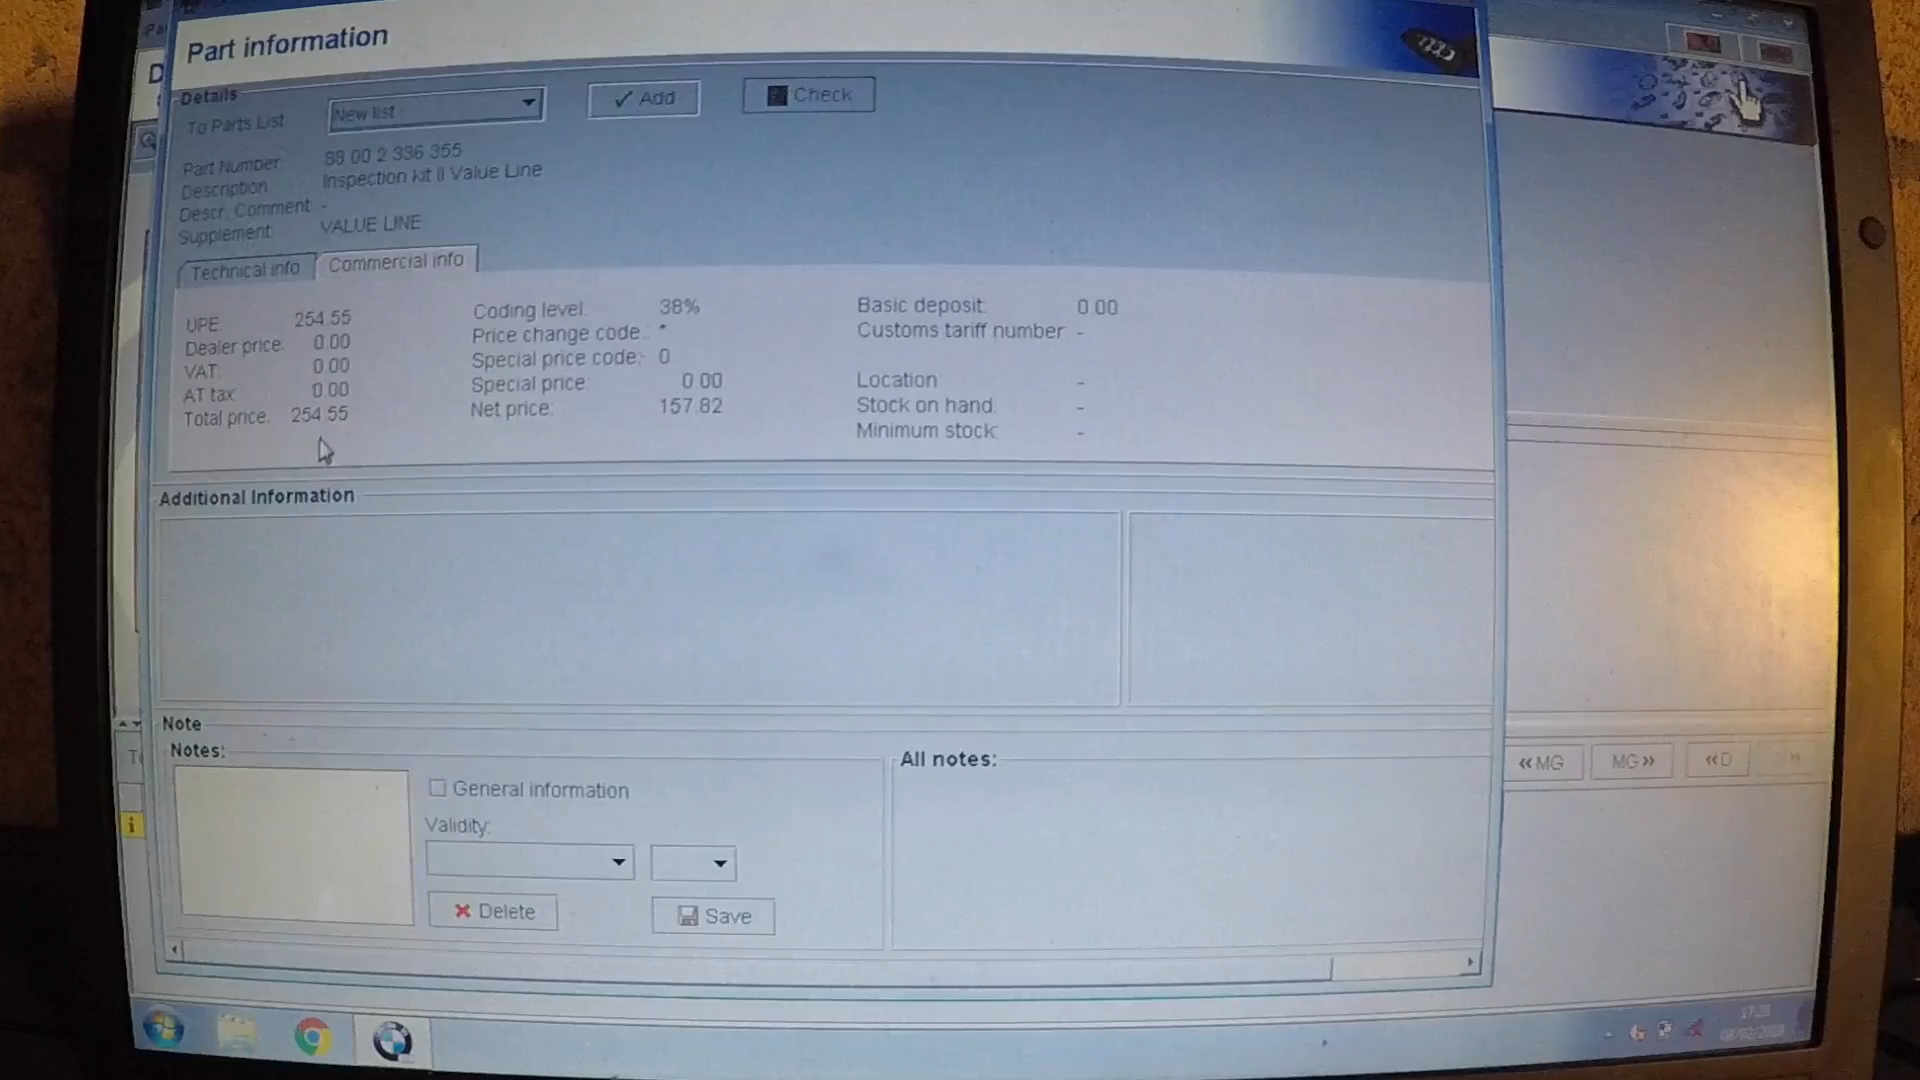 Part information
Details
To Parts List New list Add Check
Part Number 83 00 2 336 355
Description Inspection kit II Value Line
Descr. Comment -
Supplement VALUE LINE
Technical info Commercial info
UPE: 254.55 Coding level: 38% Basic deposit: 0.00
Dealer price: 0.00 Price change code: * Customs tariff number -
VAT: 0.00 Special price code: 0
AT tax: 0.00 Special price: 0.00 Location: -
Total price: 254.55 Net price: 157.82 Stock on hand: -
Minimum stock: -
Additional Information
Note
Notes: All notes:
General information
Validity:
Delete Save
«MG MG» «D
i
17:28